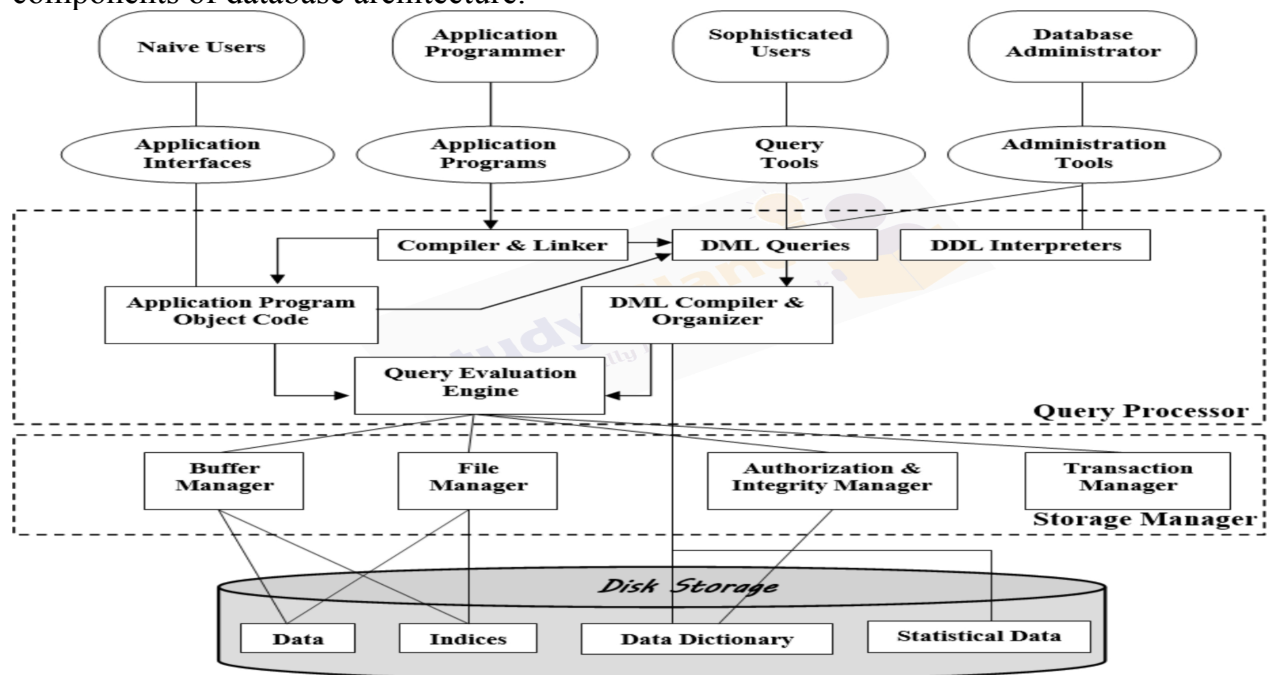 components of database architecture.
Naive Users
Application
Programmer
Sophisticated
Users
Database
Administrator
Application
Interfaces
Application
Programs
Query
Tools
Administration
Tools
Compiler & Linker
DML Queries
DDL Interpreters
Application Program
Object Code
DML Compiler &
Organizer
Query Evaluation
Engine
Query Processor
Buffer
Manager
File
Manager
Authorization &
Integrity Manager
Transaction
Manager
Storage Manager
Disk Storage
Data
Indices
Data Dictionary
Statistical Data